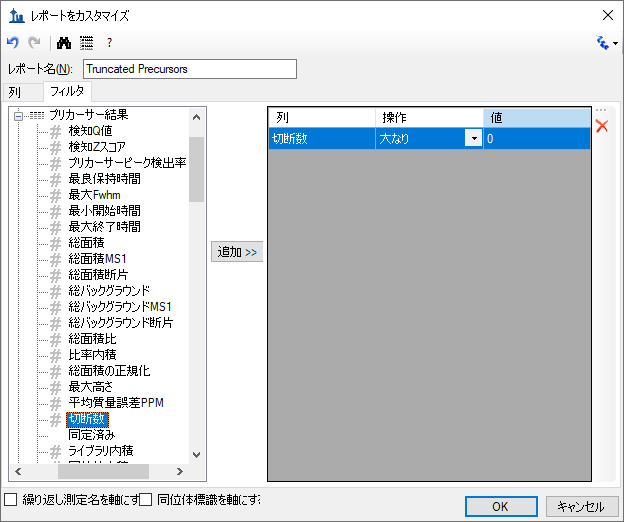 レポートをカスタマイズ
?
レポート名(N):
Truncated Precursors
列
フィルタ
プリカーサー結果
検知Q値
検知Zスコア
プリカーサーピーク検出率
最良保持時間
最大Fwhm
最小開始時間
最大終了時間
総面積
総面積MS1
総面積断片
総バックグラウンド
総バックグラウンドMS1
総バックグラウンド断片
総面積比
比率内積
総面積の正規化
最大高さ
平均質量誤差PPM
切断数
同定済み
ライブラリ内積
追加 >>
列 操作 値
切断数 大なり 0
繰り返し測定名を軸にす
同位体標識を軸にす
OK
キャンセル